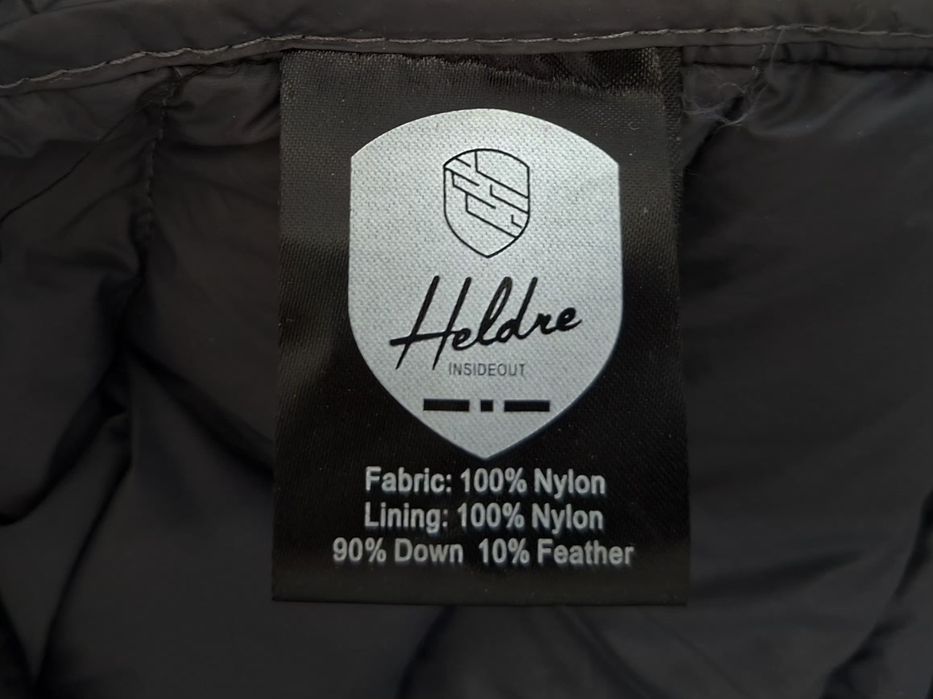 Heldre
INSIDEOUT
Fabric: 100% Nylon
Lining: 100% Nylon
90% Down 10% Feather